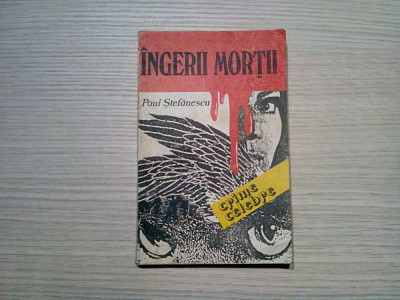 ÎNGERII MORȚII
Paul Ștefănescu
crime
celebre